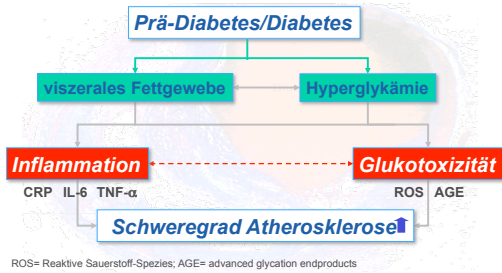 Prä-Diabetes/Diabetes
viszerales Fettgewebe Hyperglykämie
Inflammation Glukotoxizität
CRP IL-6 TNF-α ROS AGE
Schweregrad Atherosklerose
ROS= Reaktive Sauerstoff-Spezies; AGE= advanced glycation endproducts